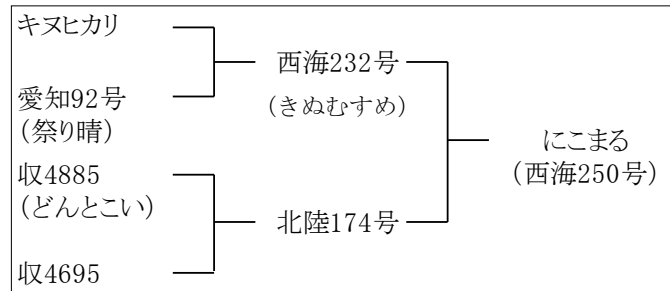 キヌヒカリ
西海232号
(きぬむすめ)
愛知92号
(祭り晴)
にこまる
(西海250号)
収4885
(どんとこい)
北陸174号
収4695